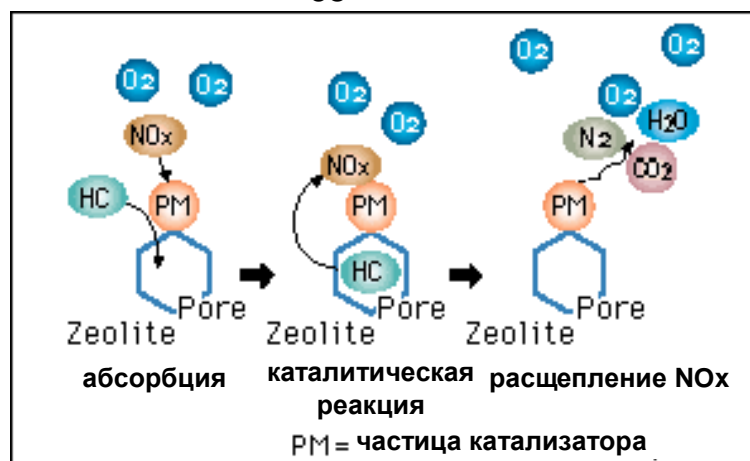 O2 O2
NOx
HC
PM
Pore
Zeolite
абсорбция
O2
O2
NOx
PM
HC
Pore
Zeolite
каталитическая
реакция
O2
O2
O2
H2O
N2
CO2
PM
Pore
Zeolite
расщепление NOx
PM = частица катализатора